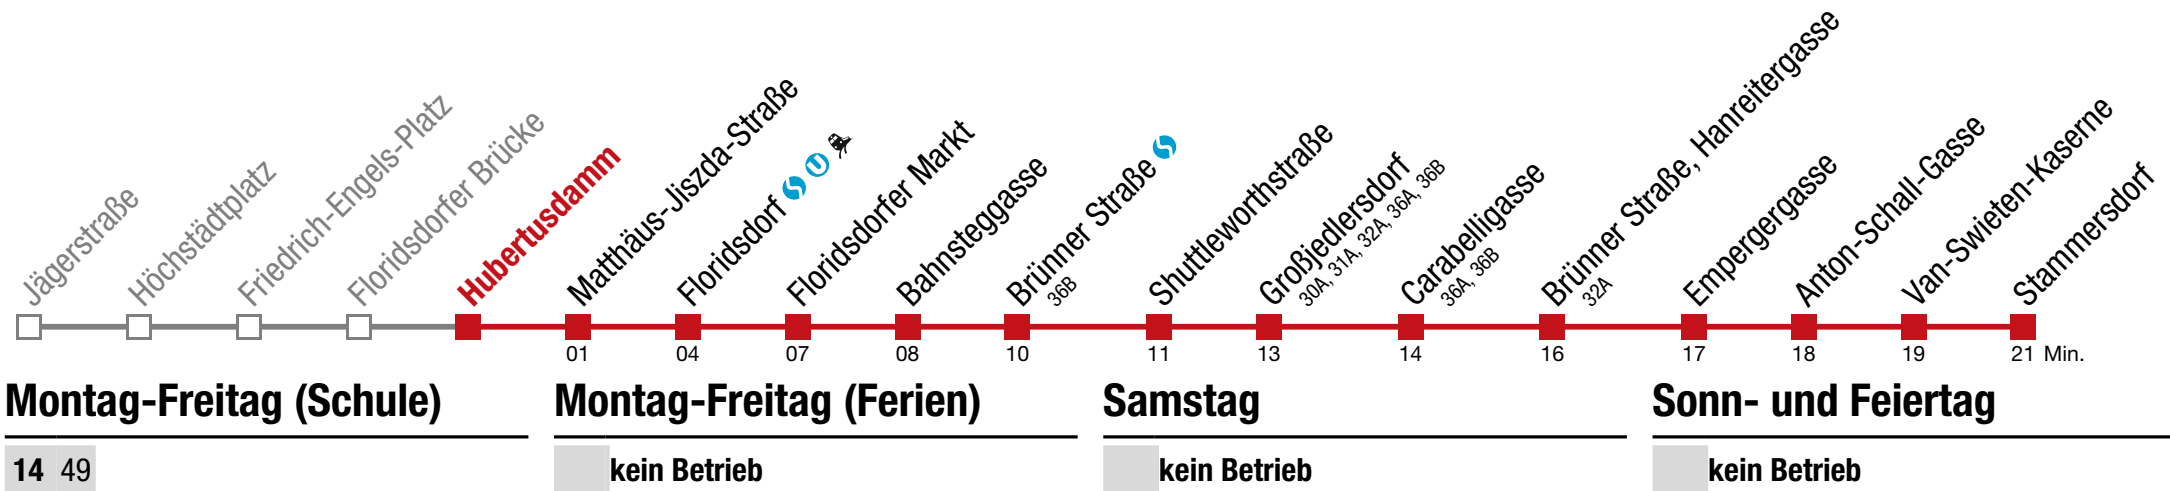 Jägerstraße
Höchstädtplatz
Friedrich-Engels-Platz
Floridsdorfer Brücke
Hubertusdamm
Matthäus-Jiszda-Straße
Floridsdorf S U
Floridsdorfer Markt
Bahnsteggasse
Brünner Straße S
36B
Shuttleworthstraße
Großjedlersdorf
30A, 31A, 32A, 36A, 36B
Carabelligasse
36A, 36B
Brünner Straße, Hanreitergasse
32A
Empergergasse
Anton-Schall-Gasse
Van-Swieten-Kaserne
Stammersdorf
01 04 07 08 10 11 13 14 16 17 18 19 21 Min.
Montag-Freitag (Schule)
14 49
Montag-Freitag (Ferien)
kein Betrieb
Samstag
kein Betrieb
Sonn- und Feiertag
kein Betrieb